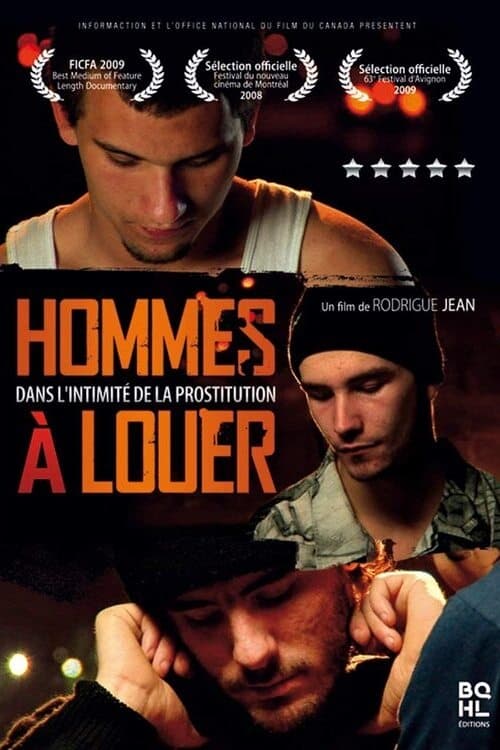 INFORMACTION ET L'OFFICE NATIONAL DU FILM DU CANADA PRÉSENTENT
FICFA 2009
Best Medium of Feature
Length Documentary
Sélection officielle
Festival du nouveau
cinéma de Montréal
2008
Sélection officielle
63e Festival d'Avignon
2009
Un film de RODRIGUE JEAN
HOMMES
DANS L'INTIMITÉ DE LA PROSTITUTION
À LOUER
BQHL
ÉDITIONS